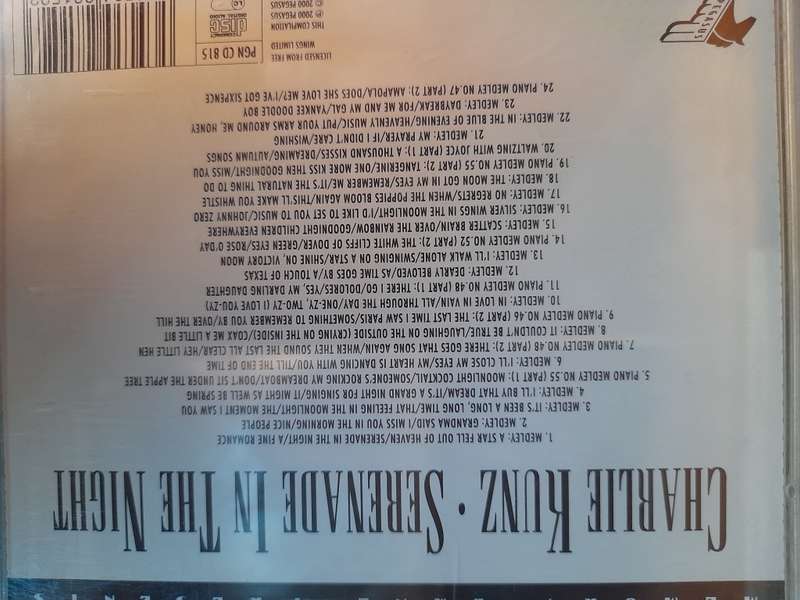 CHARLIE KUNZ · SERENADE IN THE NIGHT
1. MEDLEY: A STAR FELL OUT OF HEAVEN/SERENADE IN THE NIGHT/A FINE ROMANCE
2. MEDLEY: GRANDMA SAID/I MISS YOU IN THE MORNING/NICE PEOPLE
3. MEDLEY: IT'S BEEN A LONG, LONG TIME/THAT FEELING IN THE MOONLIGHT/THE MOMENT I SAW YOU
4. MEDLEY: I'LL BUY THAT DREAM/IT'S A GRAND NIGHT FOR SINGING/IT MIGHT AS WELL BE SPRING
5. PIANO MEDLEY NO.55 (PART 1): MOONLIGHT COCKTAIL/SOMEONE'S ROCKING MY DREAMBOAT/DON'T SIT UNDER THE APPLE TREE
6. MEDLEY: I'LL CLOSE MY EYES/MY HEART IS DANCING WITH YOU/TILL THE END OF TIME
7. PIANO MEDLEY NO.48 (PART 2): THERE GOES THAT SONG AGAIN/WHEN THEY SOUND THE LAST ALL CLEAR/HEY LITTLE HEN
8. MEDLEY: IT COULDN'T BE TRUE/LAUGHING ON THE OUTSIDE (CRYING ON THE INSIDE)/COAX ME A LITTLE BIT
9. PIANO MEDLEY NO.46 (PART 2): THE LAST TIME I SAW PARIS/SOMETHING TO REMEMBER YOU BY/OVER THE HILL
10. MEDLEY: IN LOVE IN VAIN/ALL THROUGH THE DAY/ONE-ZY, TWO-ZY (I LOVE YOU-ZY)
11. PIANO MEDLEY NO 48 (PART 1): THERE I GO/DOLORES/YES, MY DARLING DAUGHTER
12. MEDLEY: DEARLY BELOVED/AS TIME GOES BY/A TOUCH OF TEXAS
13. MEDLEY: I'LL WALK ALONE/SWINGING ON A STAR/SHINE ON, VICTORY MOON
14. PIANO MEDLEY NO.52 (PART 2): THE WHITE CLIFFS OF DOVER/GREEN EYES/ROSE O'DAY
15. MEDLEY: SCATTER BRAIN/OVER THE RAINBOW/GOODNIGHT CHILDREN EVERYWHERE
16. MEDLEY: SILVER WINGS IN THE MOONLIGHT/I'D LIKE TO SET YOU TO MUSIC/JOHNNY ZERO
17. MEDLEY: NO REGRETS/WHEN THE POPPIES BLOOM AGAIN/THIS'LL MAKE YOU WHISTLE
18. MEDLEY: THE MOON GOT IN MY EYES/REMEMBER ME/IT'S THE NATURAL THING TO DO
19. PIANO MEDLEY NO.55 (PART 2): TANGERINE/ONE MORE KISS THEN GOODNIGHT/MISS YOU
20. WALTZING WITH JOYCE (PART 1): A THOUSAND KISSES/DREAMING/AUTUMN SONGS
21. MEDLEY: MY PRAYER/IF I DIDN'T CARE/WISHING
22. MEDLEY: IN THE BLUE OF EVENING/HEAVENLY MUSIC/PUT YOUR ARMS AROUND ME, HONEY
23. MEDLEY: DAYBREAK/FOR ME AND MY GAL/YANKEE DOODLE BOY
24. PIANO MEDLEY NO.47 (PART 2): AMAPOLA/DOES SHE LOVE ME?/I'VE GOT SIXPENCE
PEGASUS
LICENSED FROM FREE
WINGS LIMITED
THIS COMPILATION
℗ 2000 PEGASUS
© 2000 PEGASUS
COMPACT
disc
DIGITAL AUDIO
LC
PGN CD 815